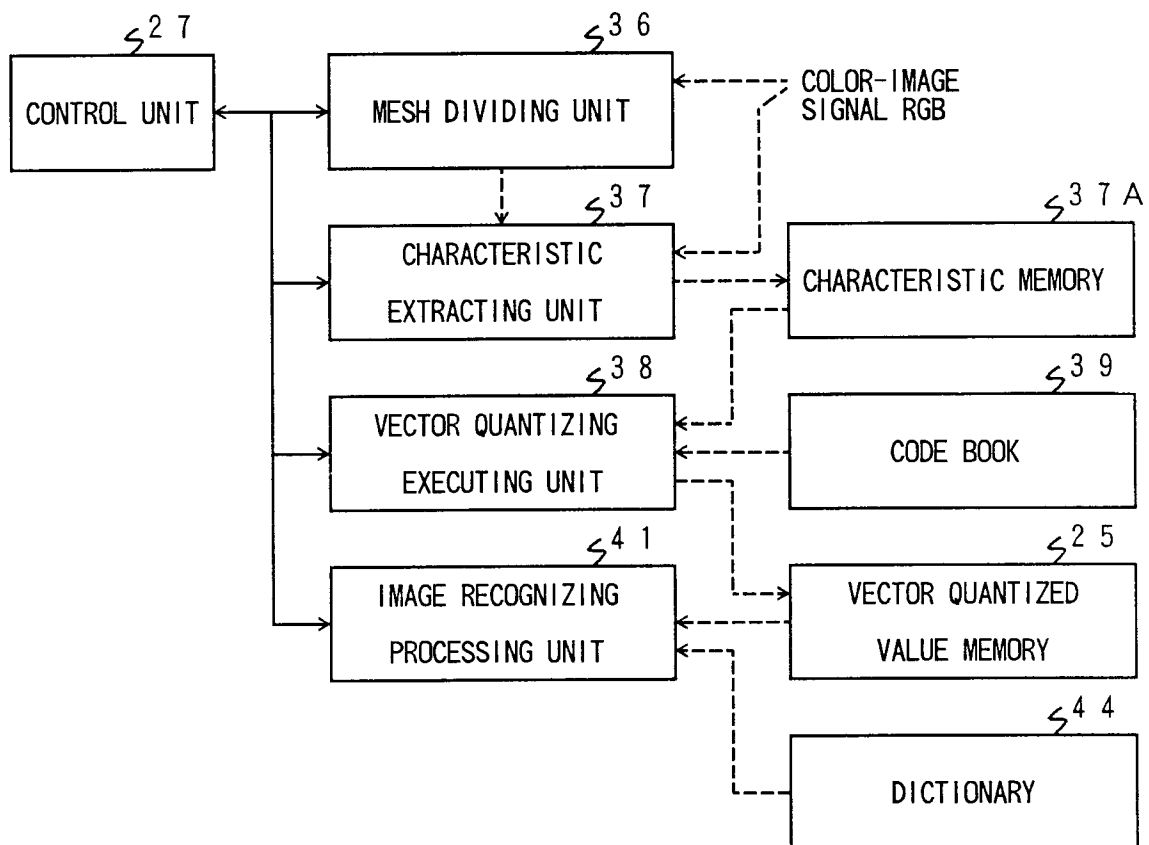 27
36
CONTROL UNIT
MESH DIVIDING UNIT
COLOR-IMAGE
SIGNAL RGB
37
37A
CHARACTERISTIC
EXTRACTING UNIT
CHARACTERISTIC MEMORY
38
39
VECTOR QUANTIZING
EXECUTING UNIT
CODE BOOK
41
25
IMAGE RECOGNIZING
PROCESSING UNIT
VECTOR QUANTIZED
VALUE MEMORY
44
DICTIONARY